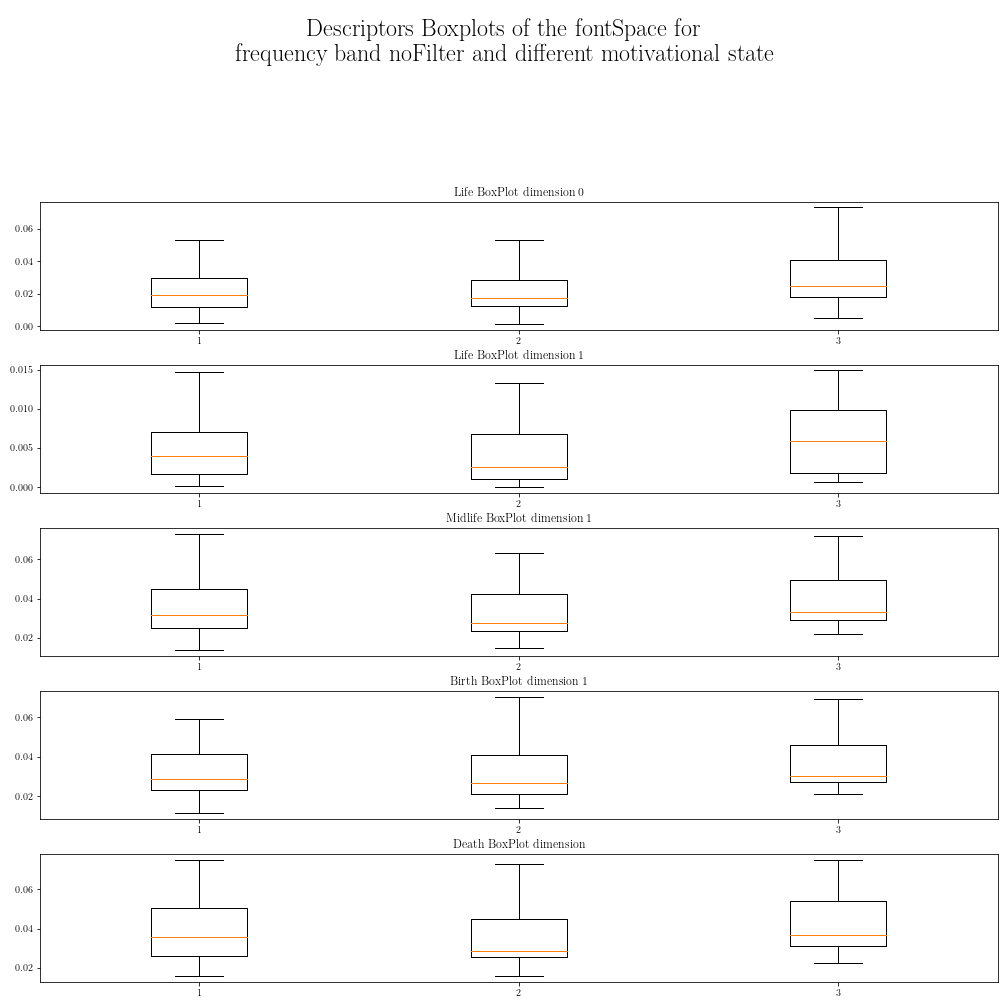 Descriptors Boxplots of the fontSpace for
frequency band noFilter and different motivational state
Life BoxPlot dimension 0
0.06
0.04
0.02
0.00
1 2 3
Life BoxPlot dimension 1
0.015
0.010
0.005
0.000
1 2 3
Midlife BoxPlot dimension 1
0.06
0.04
0.02
1 2 3
Birth BoxPlot dimension 1
0.06
0.04
0.02
1 2 3
Death BoxPlot dimension
0.06
0.04
0.02
1 2 3